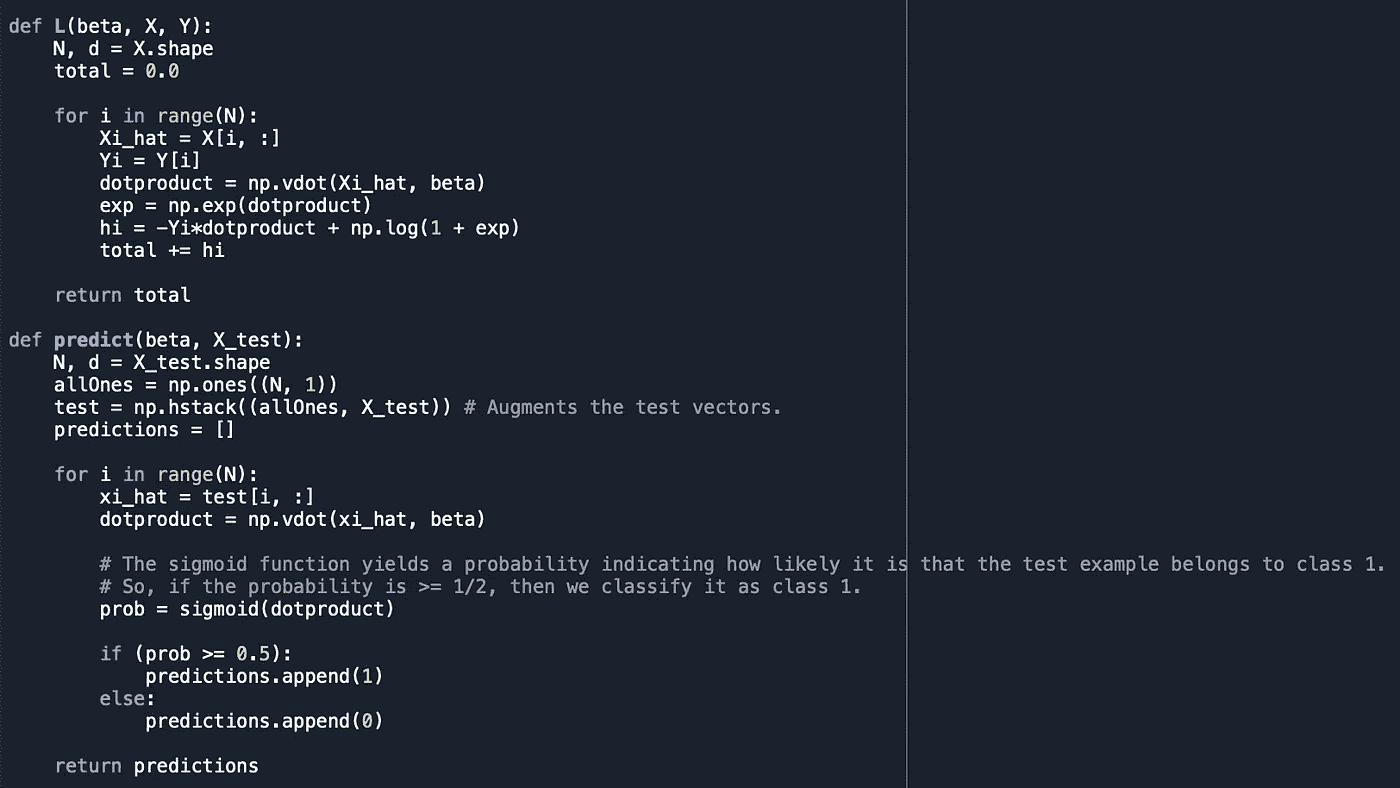 def L(beta, X, Y):
    N, d = X.shape
    total = 0.0

    for i in range(N):
        Xi_hat = X[i, :]
        Yi = Y[i]
        dotproduct = np.vdot(Xi_hat, beta)
        exp = np.exp(dotproduct)
        hi = -Yi*dotproduct + np.log(1 + exp)
        total += hi

    return total

def predict(beta, X_test):
    N, d = X_test.shape
    allOnes = np.ones((N, 1))
    test = np.hstack((allOnes, X_test)) # Augments the test vectors.
    predictions = []

    for i in range(N):
        xi_hat = test[i, :]
        dotproduct = np.vdot(xi_hat, beta)

        # The sigmoid function yields a probability indicating how likely it is that the test example belongs to class 1.
        # So, if the probability is >= 1/2, then we classify it as class 1.
        prob = sigmoid(dotproduct)

        if (prob >= 0.5):
            predictions.append(1)
        else:
            predictions.append(0)

    return predictions